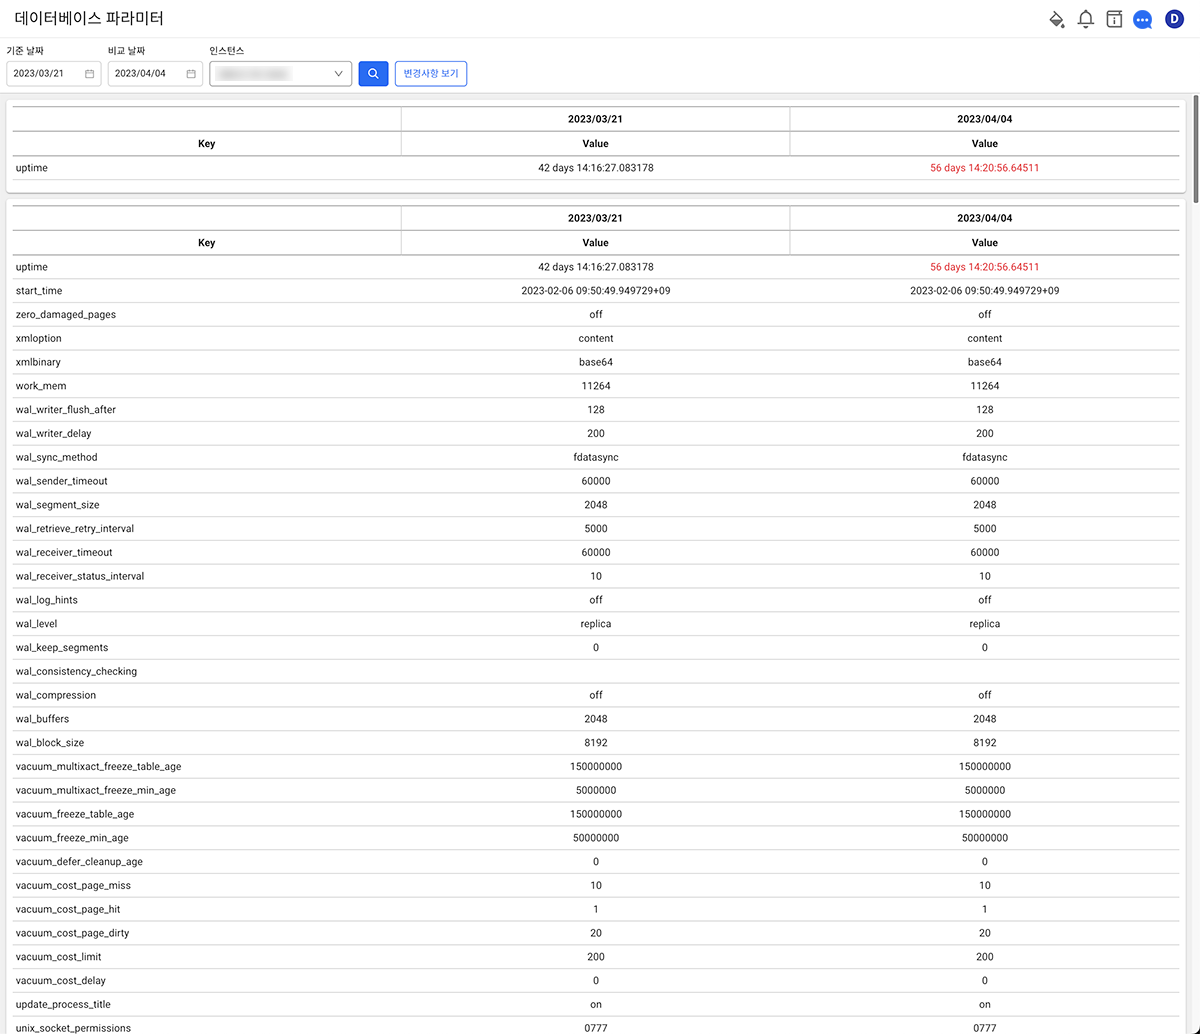 데이터베이스 파라미터
D
기준 날짜 비교 날짜 인스턴스
2023/03/21 2023/04/04 변경사항 보기
2023/03/21 2023/04/04
Key Value Value
uptime 42 days 14:16:27.083178 56 days 14:20:56.64511
2023/03/21 2023/04/04
Key Value Value
uptime 42 days 14:16:27.083178 56 days 14:20:56.64511
start_time 2023-02-06 09:50:49.949729+09 2023-02-06 09:50:49.949729+09
zero_damaged_pages off off
xmloption content content
xmlbinary base64 base64
work_mem 11264 11264
wal_writer_flush_after 128 128
wal_writer_delay 200 200
wal_sync_method fdatasync fdatasync
wal_sender_timeout 60000 60000
wal_segment_size 2048 2048
wal_retrieve_retry_interval 5000 5000
wal_receiver_timeout 60000 60000
wal_receiver_status_interval 10 10
wal_log_hints off off
wal_level replica replica
wal_keep_segments 0 0
wal_consistency_checking
wal_compression off off
wal_buffers 2048 2048
wal_block_size 8192 8192
vacuum_multixact_freeze_table_age 150000000 150000000
vacuum_multixact_freeze_min_age 5000000 5000000
vacuum_freeze_table_age 150000000 150000000
vacuum_freeze_min_age 50000000 50000000
vacuum_defer_cleanup_age 0 0
vacuum_cost_page_miss 10 10
vacuum_cost_page_hit 1 1
vacuum_cost_page_dirty 20 20
vacuum_cost_limit 200 200
vacuum_cost_delay 0 0
update_process_title on on
unix_socket_permissions 0777 0777